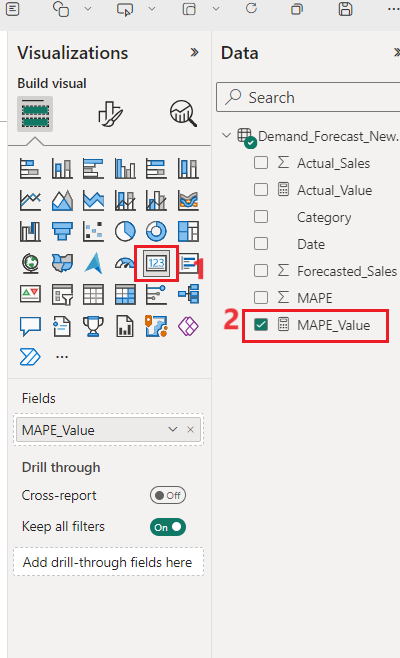 Visualizations
Data
Build visual
Search
Demand_Forecast_New.
Actual_Sales
Actual_Value
Category
Date
123
1
Forecasted_Sales
MAPE
2
MAPE_Value
Fields
MAPE_Value
Drill through
Cross-report
Off
Keep all filters
On
Add drill-through fields here